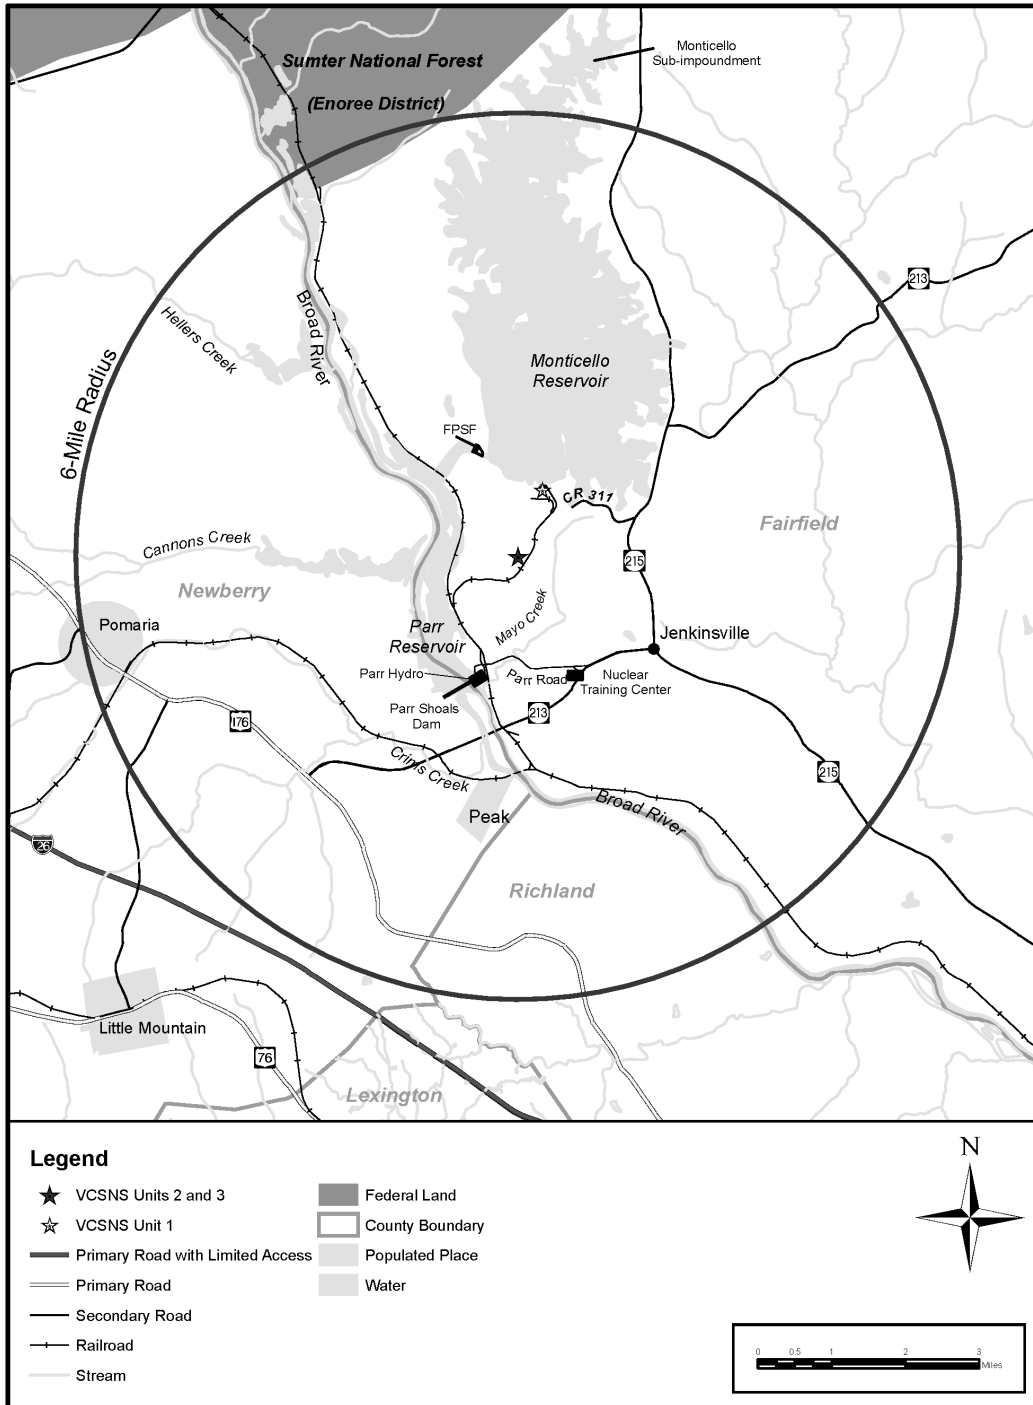 Sumter National Forest
(Enoree District)
Monticello
Sub-impoundment
213
Hellers Creek
Broad River
Monticello
Reservoir
6-Mile Radius
FPSF
CR 311
Fairfield
Cannons Creek
215
Newberry
Mayo Creek
Pomaria
Parr
Reservoir
Jenkinsville
Parr Hydro
Parr Road
Nuclear
Training Center
Parr Shoals
Dam
213
176
Crims Creek
215
Broad River
Peak
26
Richland
Little Mountain
76
Lexington
Legend
VCSNS Units 2 and 3
VCSNS Unit 1
Primary Road with Limited Access
Primary Road
Secondary Road
Railroad
Stream
Federal Land
County Boundary
Populated Place
Water
N
0 0.5 1 2 3
Miles